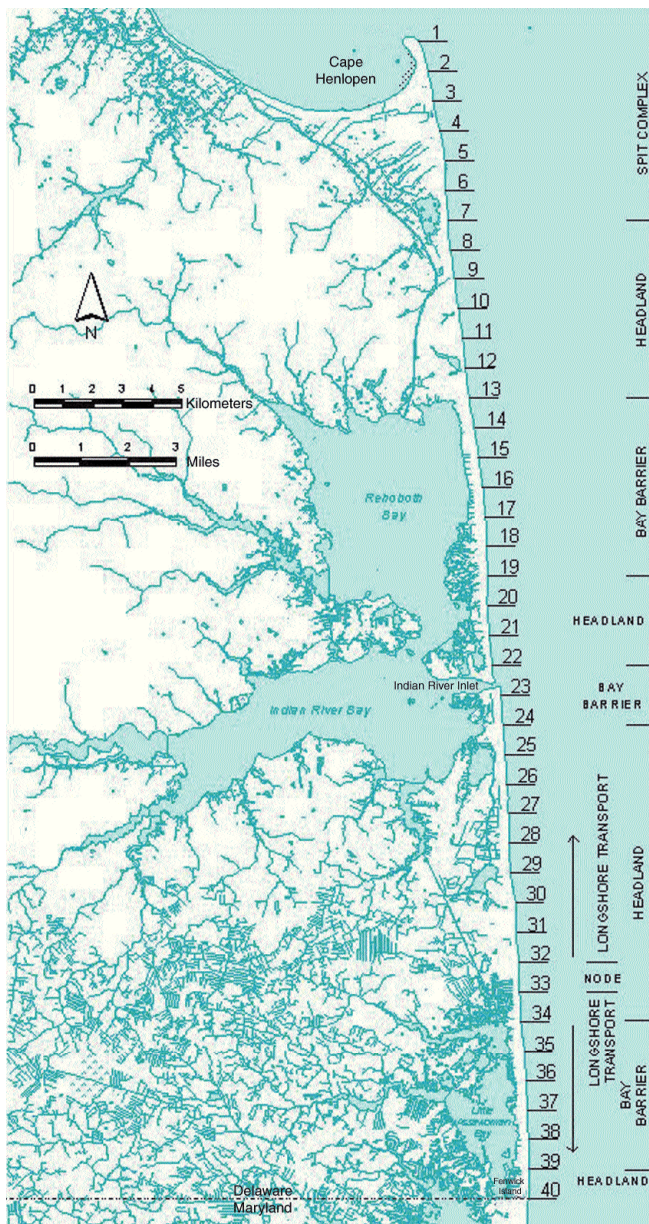 1
Cape
Henlopen
2
3
4
5
6
7
SPIT COMPLEX
8
9
10
11
12
13
HEADLAND
N
0 1 2 3 4 5
Kilometers
0 1 2 3
Miles
14
15
16
17
18
19
Rehoboth
Bay
BAY BARRIER
20
21
22
HEADLAND
Indian River Inlet
23
24
BAY
BARRIER
Indian River Bay
25
26
27
28
29
30
31
32
LONGSHORE TRANSPORT
HEADLAND
33
NODE
34
35
36
37
38
39
LONGSHORE
TRANSPORT
BAY
BARRIER
Little
Assawoman
Bay
Fenwick
Island
40
HEADLAND
Delaware
Maryland